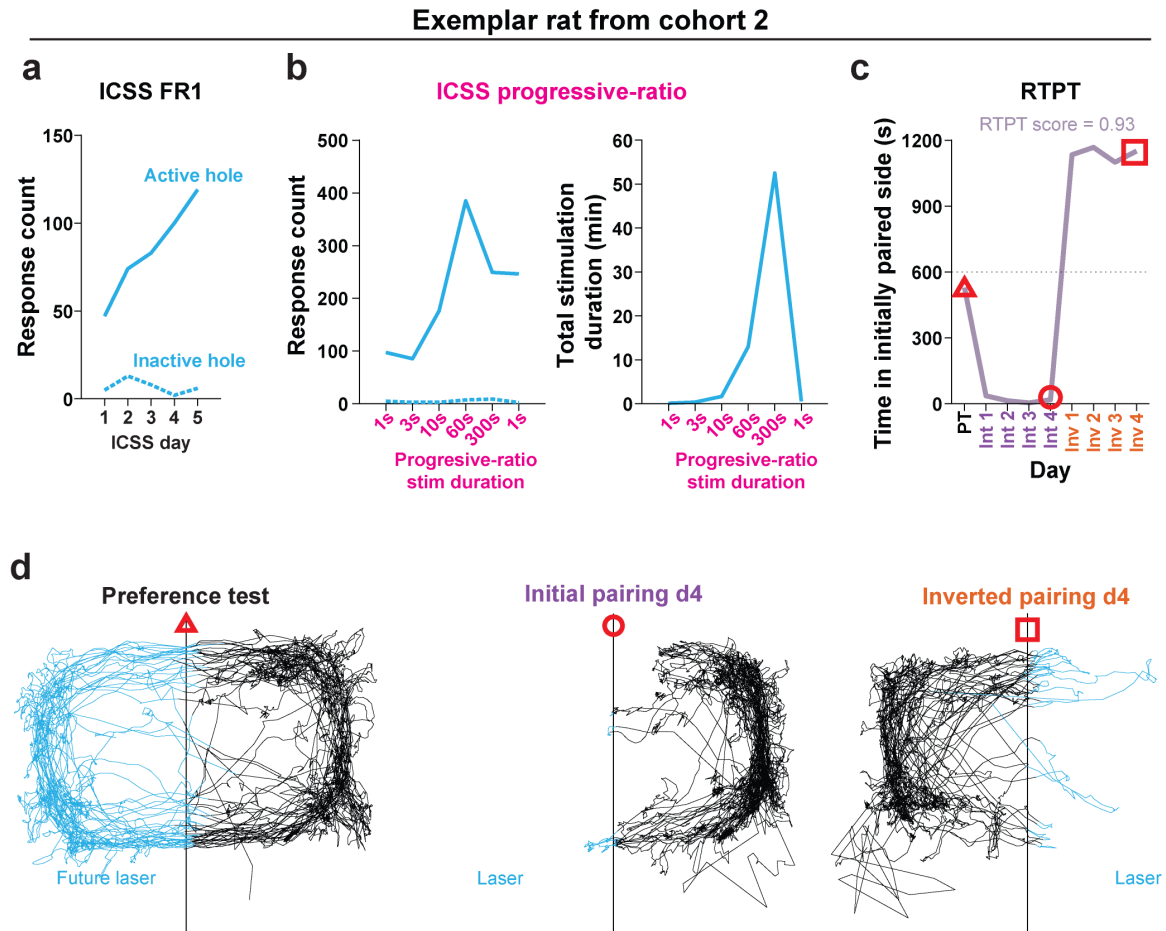 Exemplar rat from cohort 2
a
ICSS FR1
Response count
150
100
50
0
Active hole
Inactive hole
1 2 3 4 5
ICSS day
b
ICSS progressive-ratio
Response count
500
400
300
200
100
0
1s 3s 10s 60s 300s 1s
Progresive-ratio
stim duration
Total stimulation
duration (min)
60
50
40
30
20
10
0
1s 3s 10s 60s 300s 1s
Progresive-ratio
stim duration
c
RTPT
RTPT score = 0.93
Time in initially paired side (s)
1200
900
600
300
0
PT Int 1 Int 2 Int 3 Int 4 Inv 1 Inv 2 Inv 3 Inv 4
Day
d
Preference test
Future laser
Initial pairing d4
Laser
Inverted pairing d4
Laser